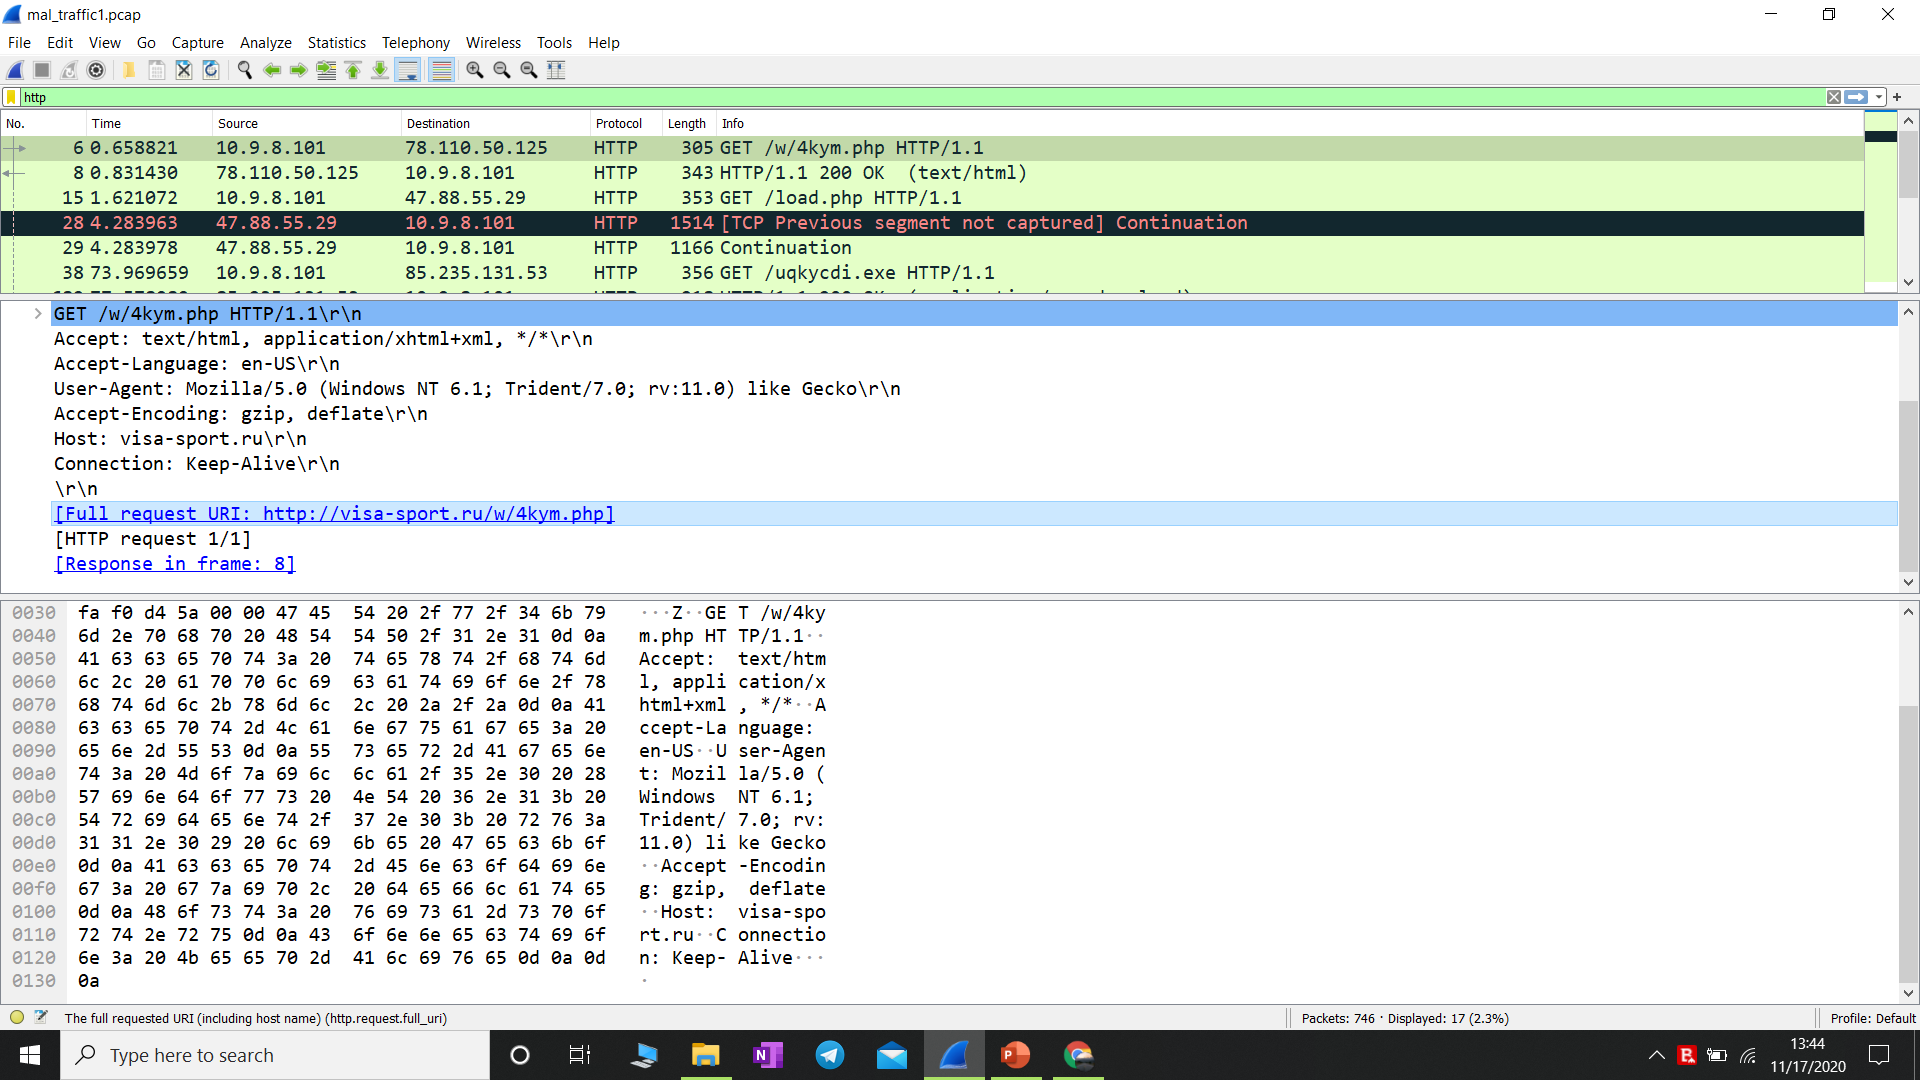 mal_traffic1.pcap
File Edit View Go Capture Analyze Statistics Telephony Wireless Tools Help
http
No. Time Source Destination Protocol Length Info
6 0.658821 10.9.8.101 78.110.50.125 HTTP 305 GET /w/4kym.php HTTP/1.1
8 0.831430 78.110.50.125 10.9.8.101 HTTP 343 HTTP/1.1 200 OK (text/html)
15 1.621072 10.9.8.101 47.88.55.29 HTTP 353 GET /load.php HTTP/1.1
28 4.283963 47.88.55.29 10.9.8.101 HTTP 1514 [TCP Previous segment not captured] Continuation
29 4.283978 47.88.55.29 10.9.8.101 HTTP 1166 Continuation
38 73.969659 10.9.8.101 85.235.131.53 HTTP 356 GET /uqkycdi.exe HTTP/1.1
GET /w/4kym.php HTTP/1.1\r\n
Accept: text/html, application/xhtml+xml, */*\r\n
Accept-Language: en-US\r\n
User-Agent: Mozilla/5.0 (Windows NT 6.1; Trident/7.0; rv:11.0) like Gecko\r\n
Accept-Encoding: gzip, deflate\r\n
Host: visa-sport.ru\r\n
Connection: Keep-Alive\r\n
\r\n
[Full request URI: http://visa-sport.ru/w/4kym.php]
[HTTP request 1/1]
[Response in frame: 8]
0030 fa f0 d4 5a 00 00 47 45 54 20 2f 77 2f 34 6b 79 ···Z··GE T /w/4ky
0040 6d 2e 70 68 70 20 48 54 54 50 2f 31 2e 31 0d 0a m.php HT TP/1.1··
0050 41 63 63 65 70 74 3a 20 74 65 78 74 2f 68 74 6d Accept: text/htm
0060 6c 2c 20 61 70 70 6c 69 63 61 74 69 6f 6e 2f 78 l, appli cation/x
0070 68 74 6d 6c 2b 78 6d 6c 2c 20 2a 2f 2a 0d 0a 41 html+xml , */*··A
0080 63 63 65 70 74 2d 4c 61 6e 67 75 61 67 65 3a 20 ccept-La nguage:
0090 65 6e 2d 55 53 0d 0a 55 73 65 72 2d 41 67 65 6e en-US··U ser-Agen
00a0 74 3a 20 4d 6f 7a 69 6c 6c 61 2f 35 2e 30 20 28 t: Mozil la/5.0 (
00b0 57 69 6e 64 6f 77 73 20 4e 54 20 36 2e 31 3b 20 Windows NT 6.1;
00c0 54 72 69 64 65 6e 74 2f 37 2e 30 3b 20 72 76 3a Trident/ 7.0; rv:
00d0 31 31 2e 30 29 20 6c 69 6b 65 20 47 65 63 6b 6f 11.0) li ke Gecko
00e0 0d 0a 41 63 63 65 70 74 2d 45 6e 63 6f 64 69 6e ··Accept -Encodin
00f0 67 3a 20 67 7a 69 70 2c 20 64 65 66 6c 61 74 65 g: gzip, deflate
0100 0d 0a 48 6f 73 74 3a 20 76 69 73 61 2d 73 70 6f ··Host: visa-spo
0110 72 74 2e 72 75 0d 0a 43 6f 6e 6e 65 63 74 69 6f rt.ru··C onnectio
0120 6e 3a 20 4b 65 65 70 2d 41 6c 69 76 65 0d 0a 0d n: Keep- Alive···
0130 0a ·
The full requested URI (including host name) (http.request.full_uri)
Packets: 746 · Displayed: 17 (2.3%)
Profile: Default
Type here to search
13:44
11/17/2020